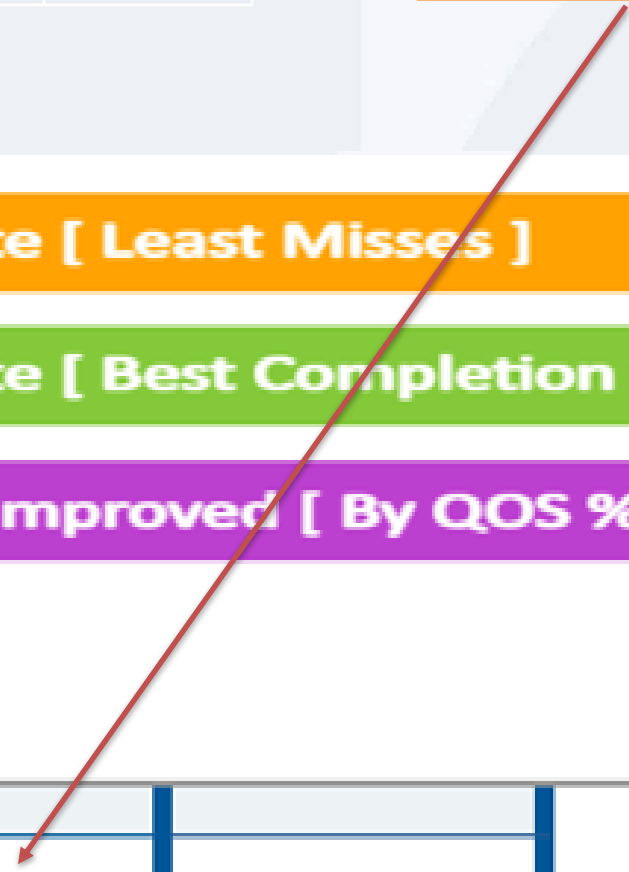 te [ Least Misses ]
te [ Best Completion
mproved [ By QOS %